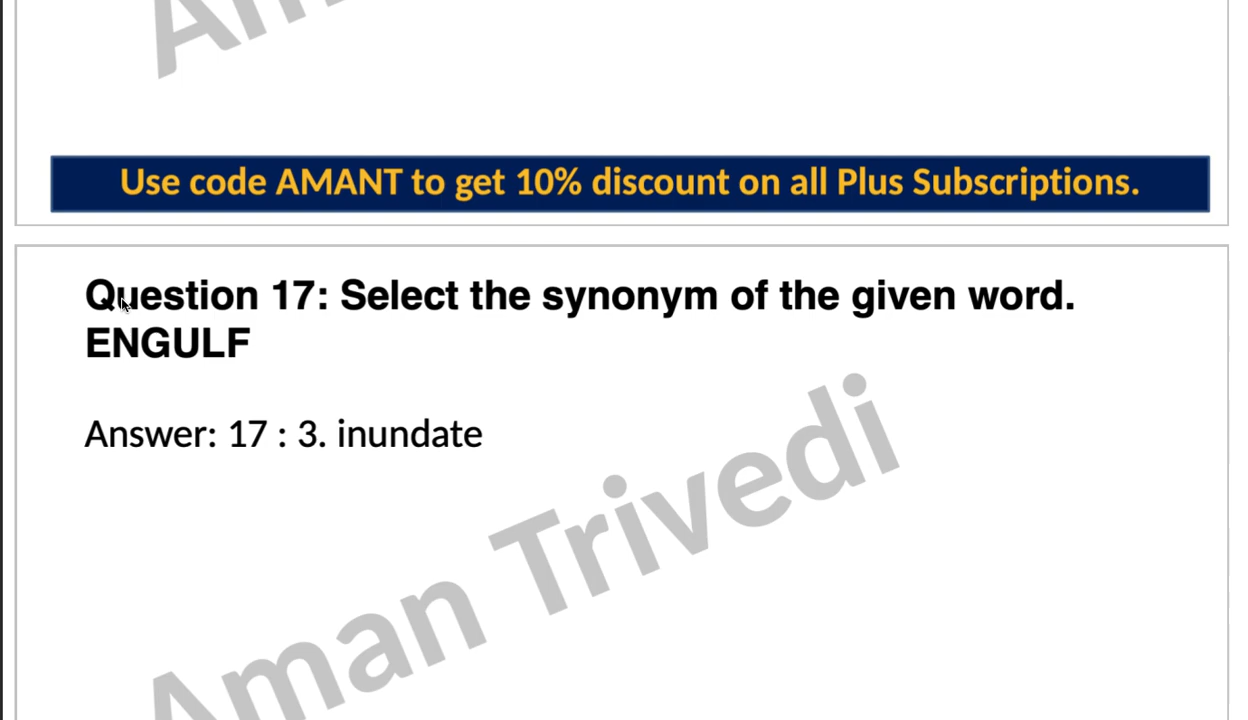 Am
Use code AMANT to get 10% discount on all Plus Subscriptions.
Question 17: Select the synonym of the given word.
ENGULF
Answer: 17 : 3. inundate
Aman Trivedi